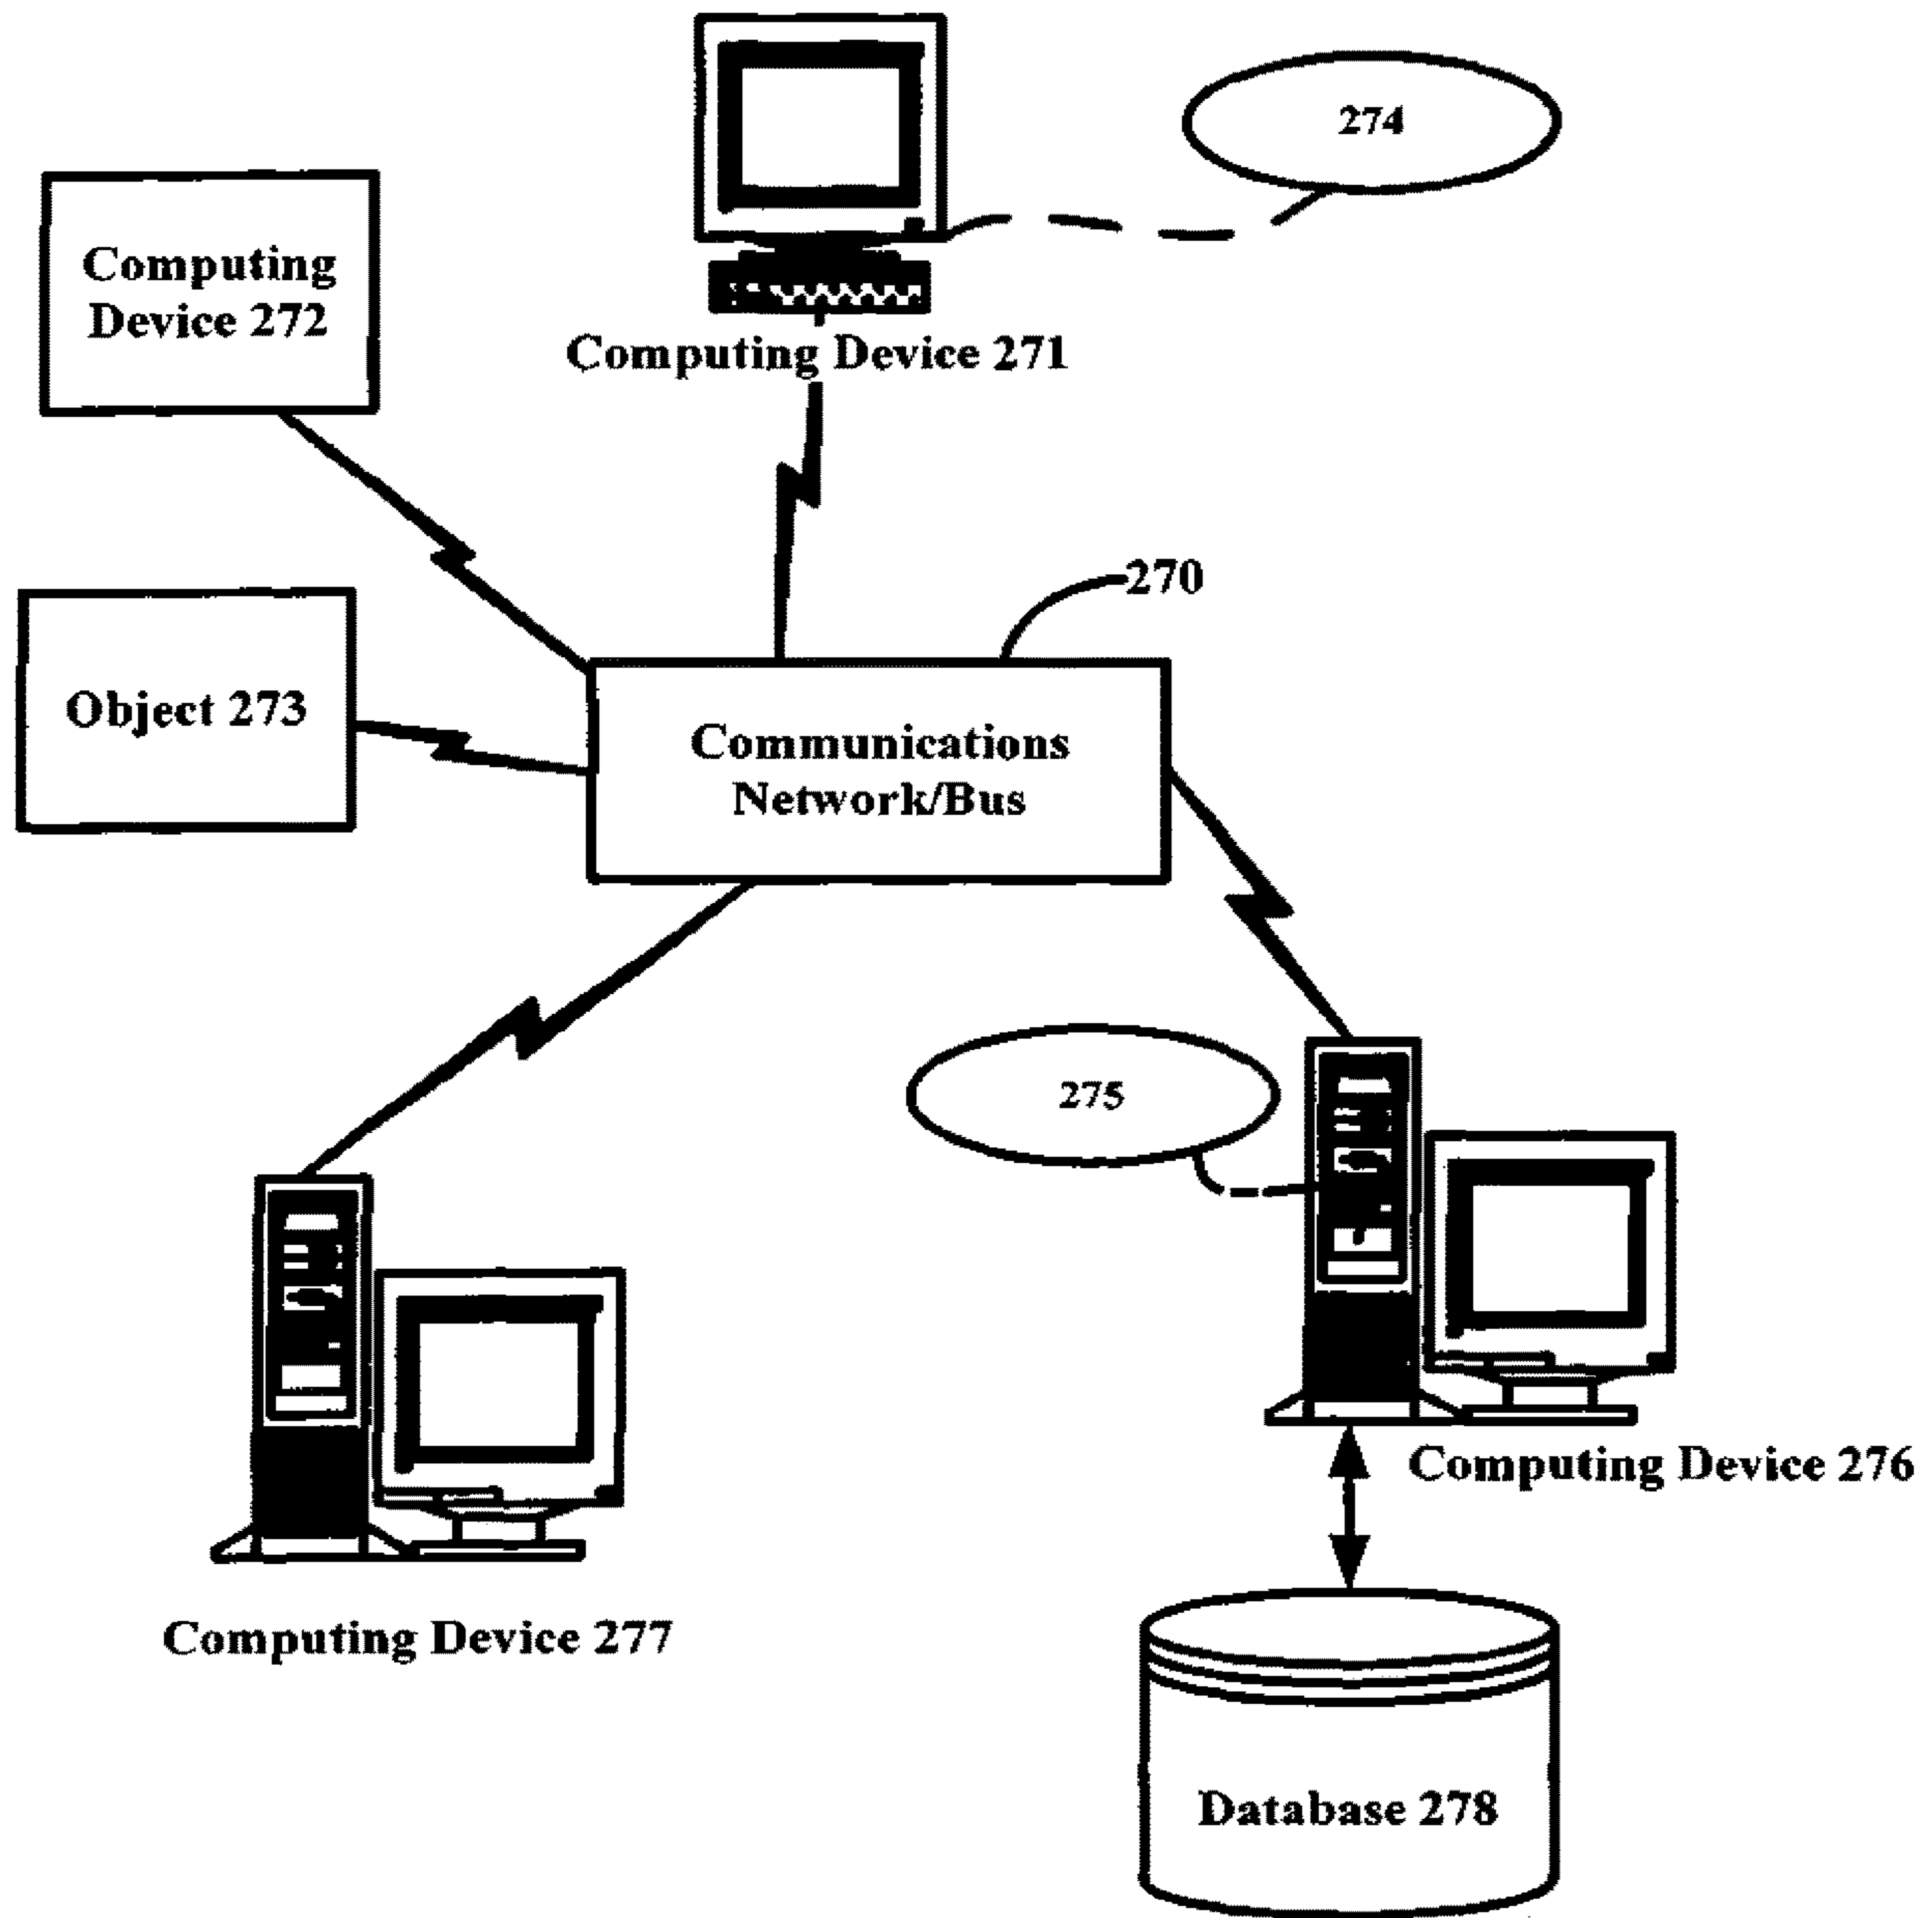 274
Computing
Device 272
Computing Device 271
270
Object 273
Communications
Network/Bus
275
Computing Device 276
Computing Device 277
Database 278